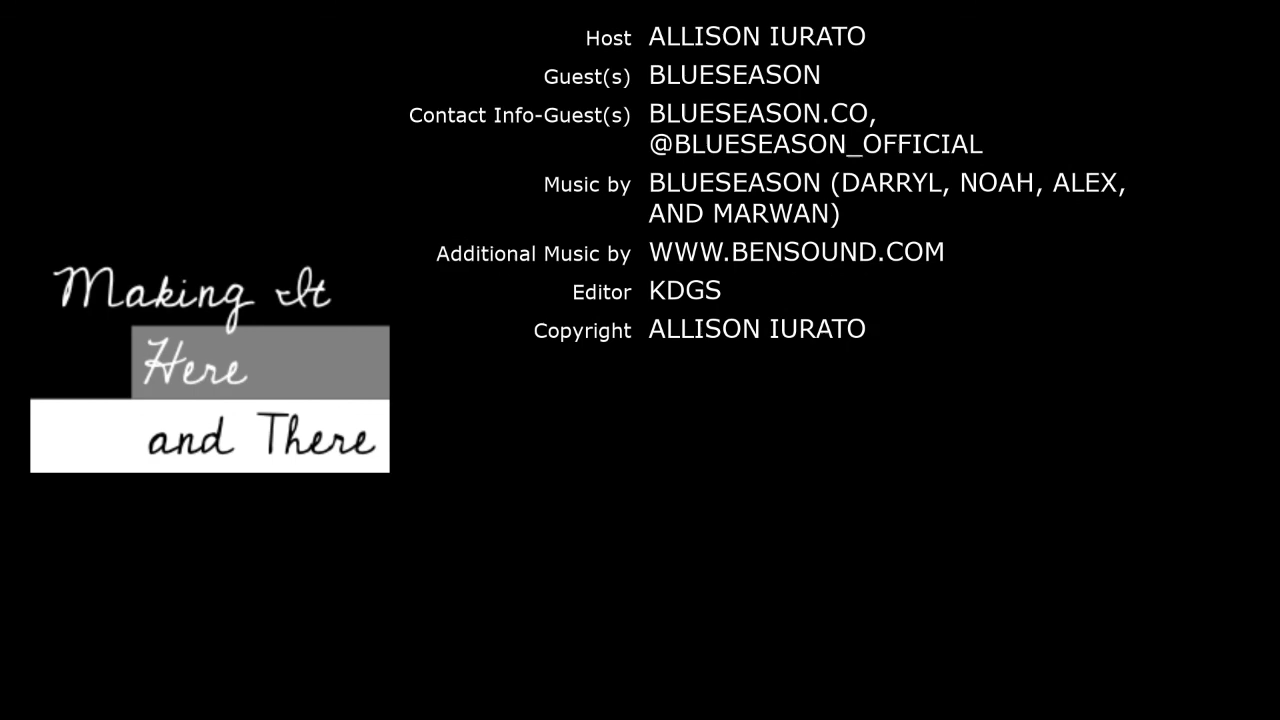 Host ALLISON IURATO
Guest(s) BLUESEASON
Contact Info-Guest(s) BLUESEASON.CO,
@BLUESEASON_OFFICIAL
Music by BLUESEASON (DARRYL, NOAH, ALEX,
AND MARWAN)
Additional Music by WWW.BENSOUND.COM
Editor KDGS
Copyright ALLISON IURATO
Making It
Here
and There